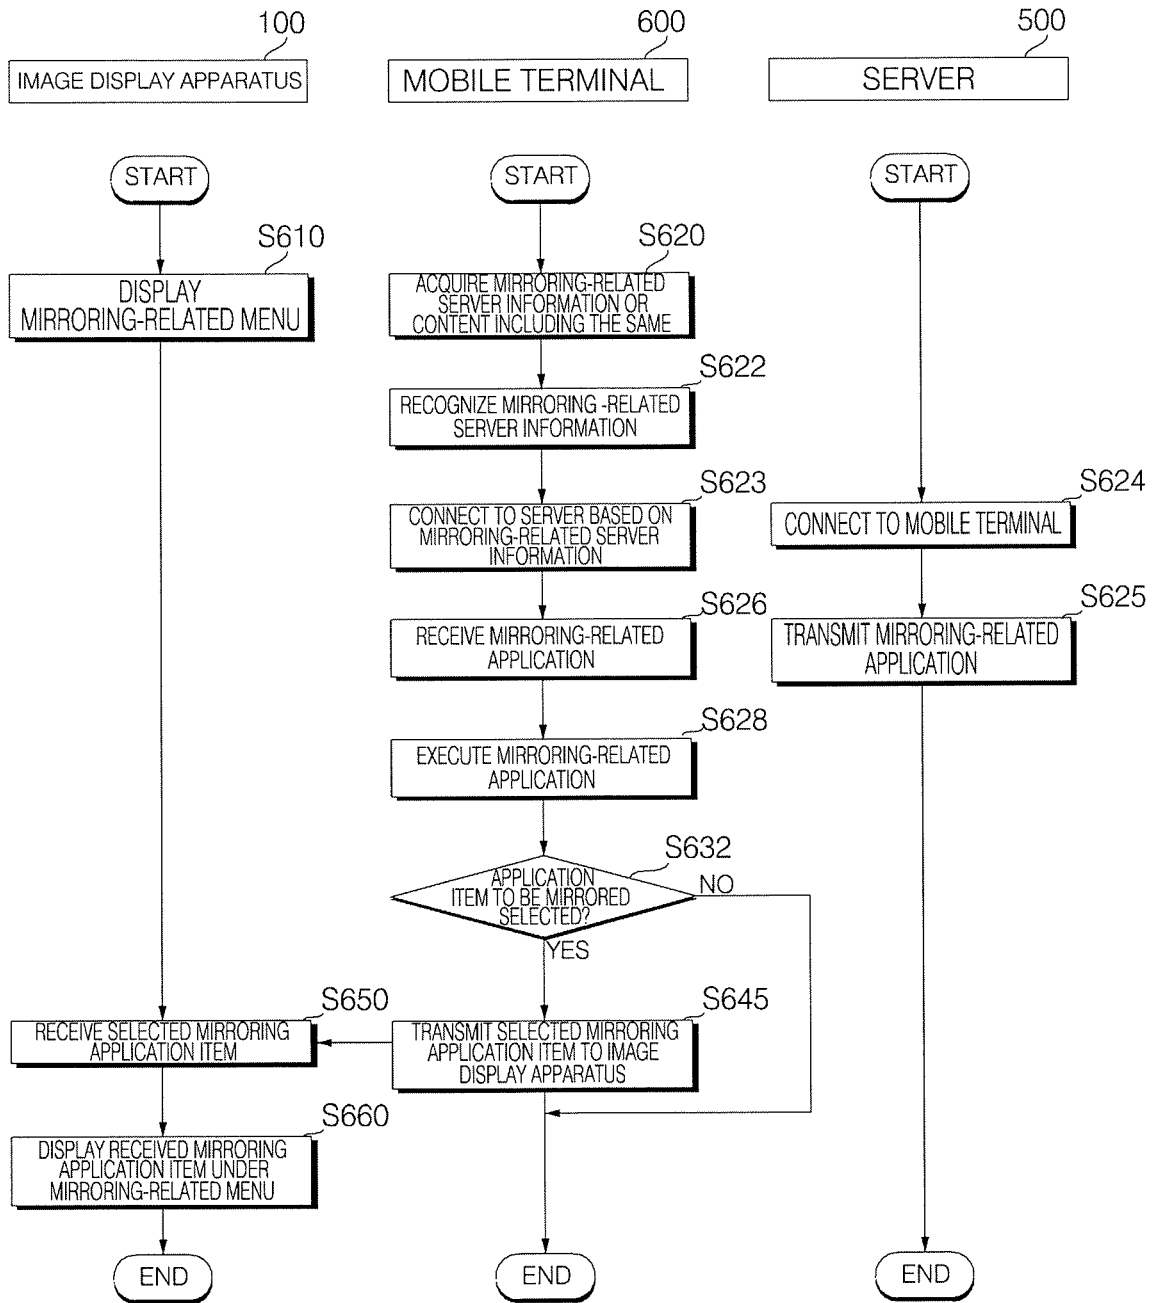 100
600
500
IMAGE DISPLAY APPARATUS
MOBILE TERMINAL
SERVER
START
START
START
S610
DISPLAY
MIRRORING-RELATED MENU
S620
ACQUIRE MIRRORING-RELATED
SERVER INFORMATION OR
CONTENT INCLUDING THE SAME
S622
RECOGNIZE MIRRORING -RELATED
SERVER INFORMATION
S623
CONNECT TO SERVER BASED ON
MIRRORING-RELATED SERVER
INFORMATION
S624
CONNECT TO MOBILE TERMINAL
S626
RECEIVE MIRRORING-RELATED
APPLICATION
S625
TRANSMIT MIRRORING-RELATED
APPLICATION
S628
EXECUTE MIRRORING-RELATED
APPLICATION
S632
APPLICATION
ITEM TO BE MIRRORED
SELECTED?
NO
YES
S650
RECEIVE SELECTED MIRRORING
APPLICATION ITEM
S645
TRANSMIT SELECTED MIRRORING
APPLICATION ITEM TO IMAGE
DISPLAY APPARATUS
S660
DISPLAY RECEIVED MIRRORING
APPLICATION ITEM UNDER
MIRRORING-RELATED MENU
END
END
END